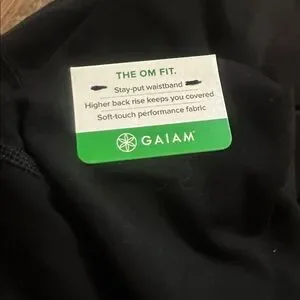 THE OM FIT.
Stay-put waistband
Higher back rise keeps you covered
Soft-touch performance fabric
GAIAM